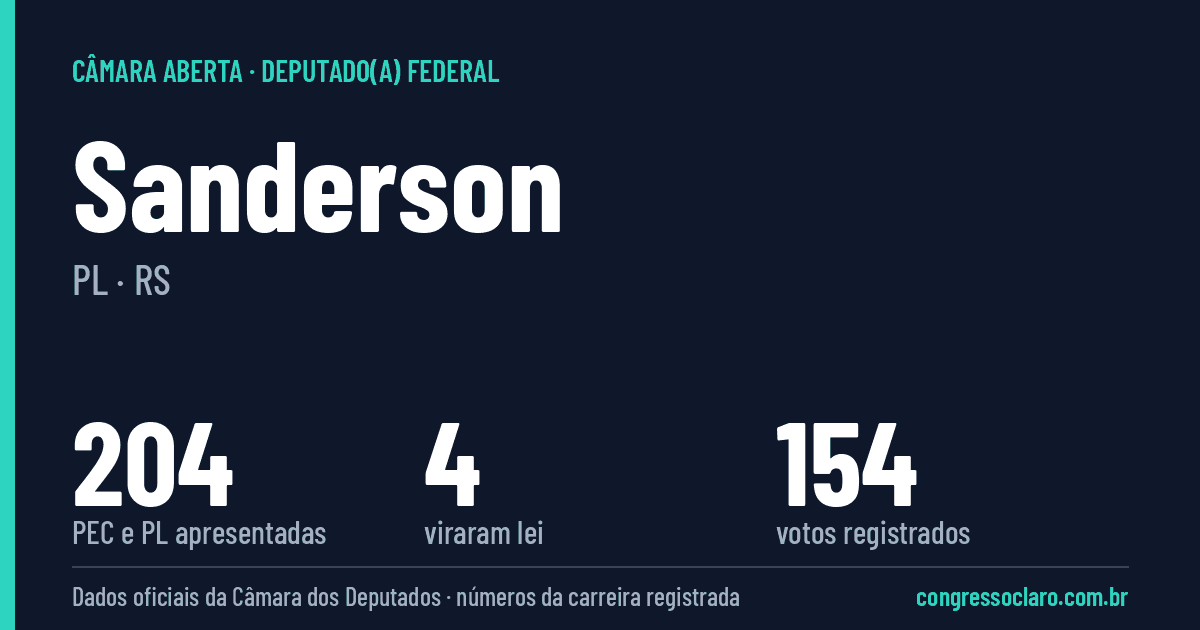 CÂMARA ABERTA · DEPUTADO(A) FEDERAL
Sanderson
PL · RS
204 4 154
PEC e PL apresentadas viraram lei votos registrados
Dados oficiais da Câmara dos Deputados · números da carreira registrada congressoclaro.com.br